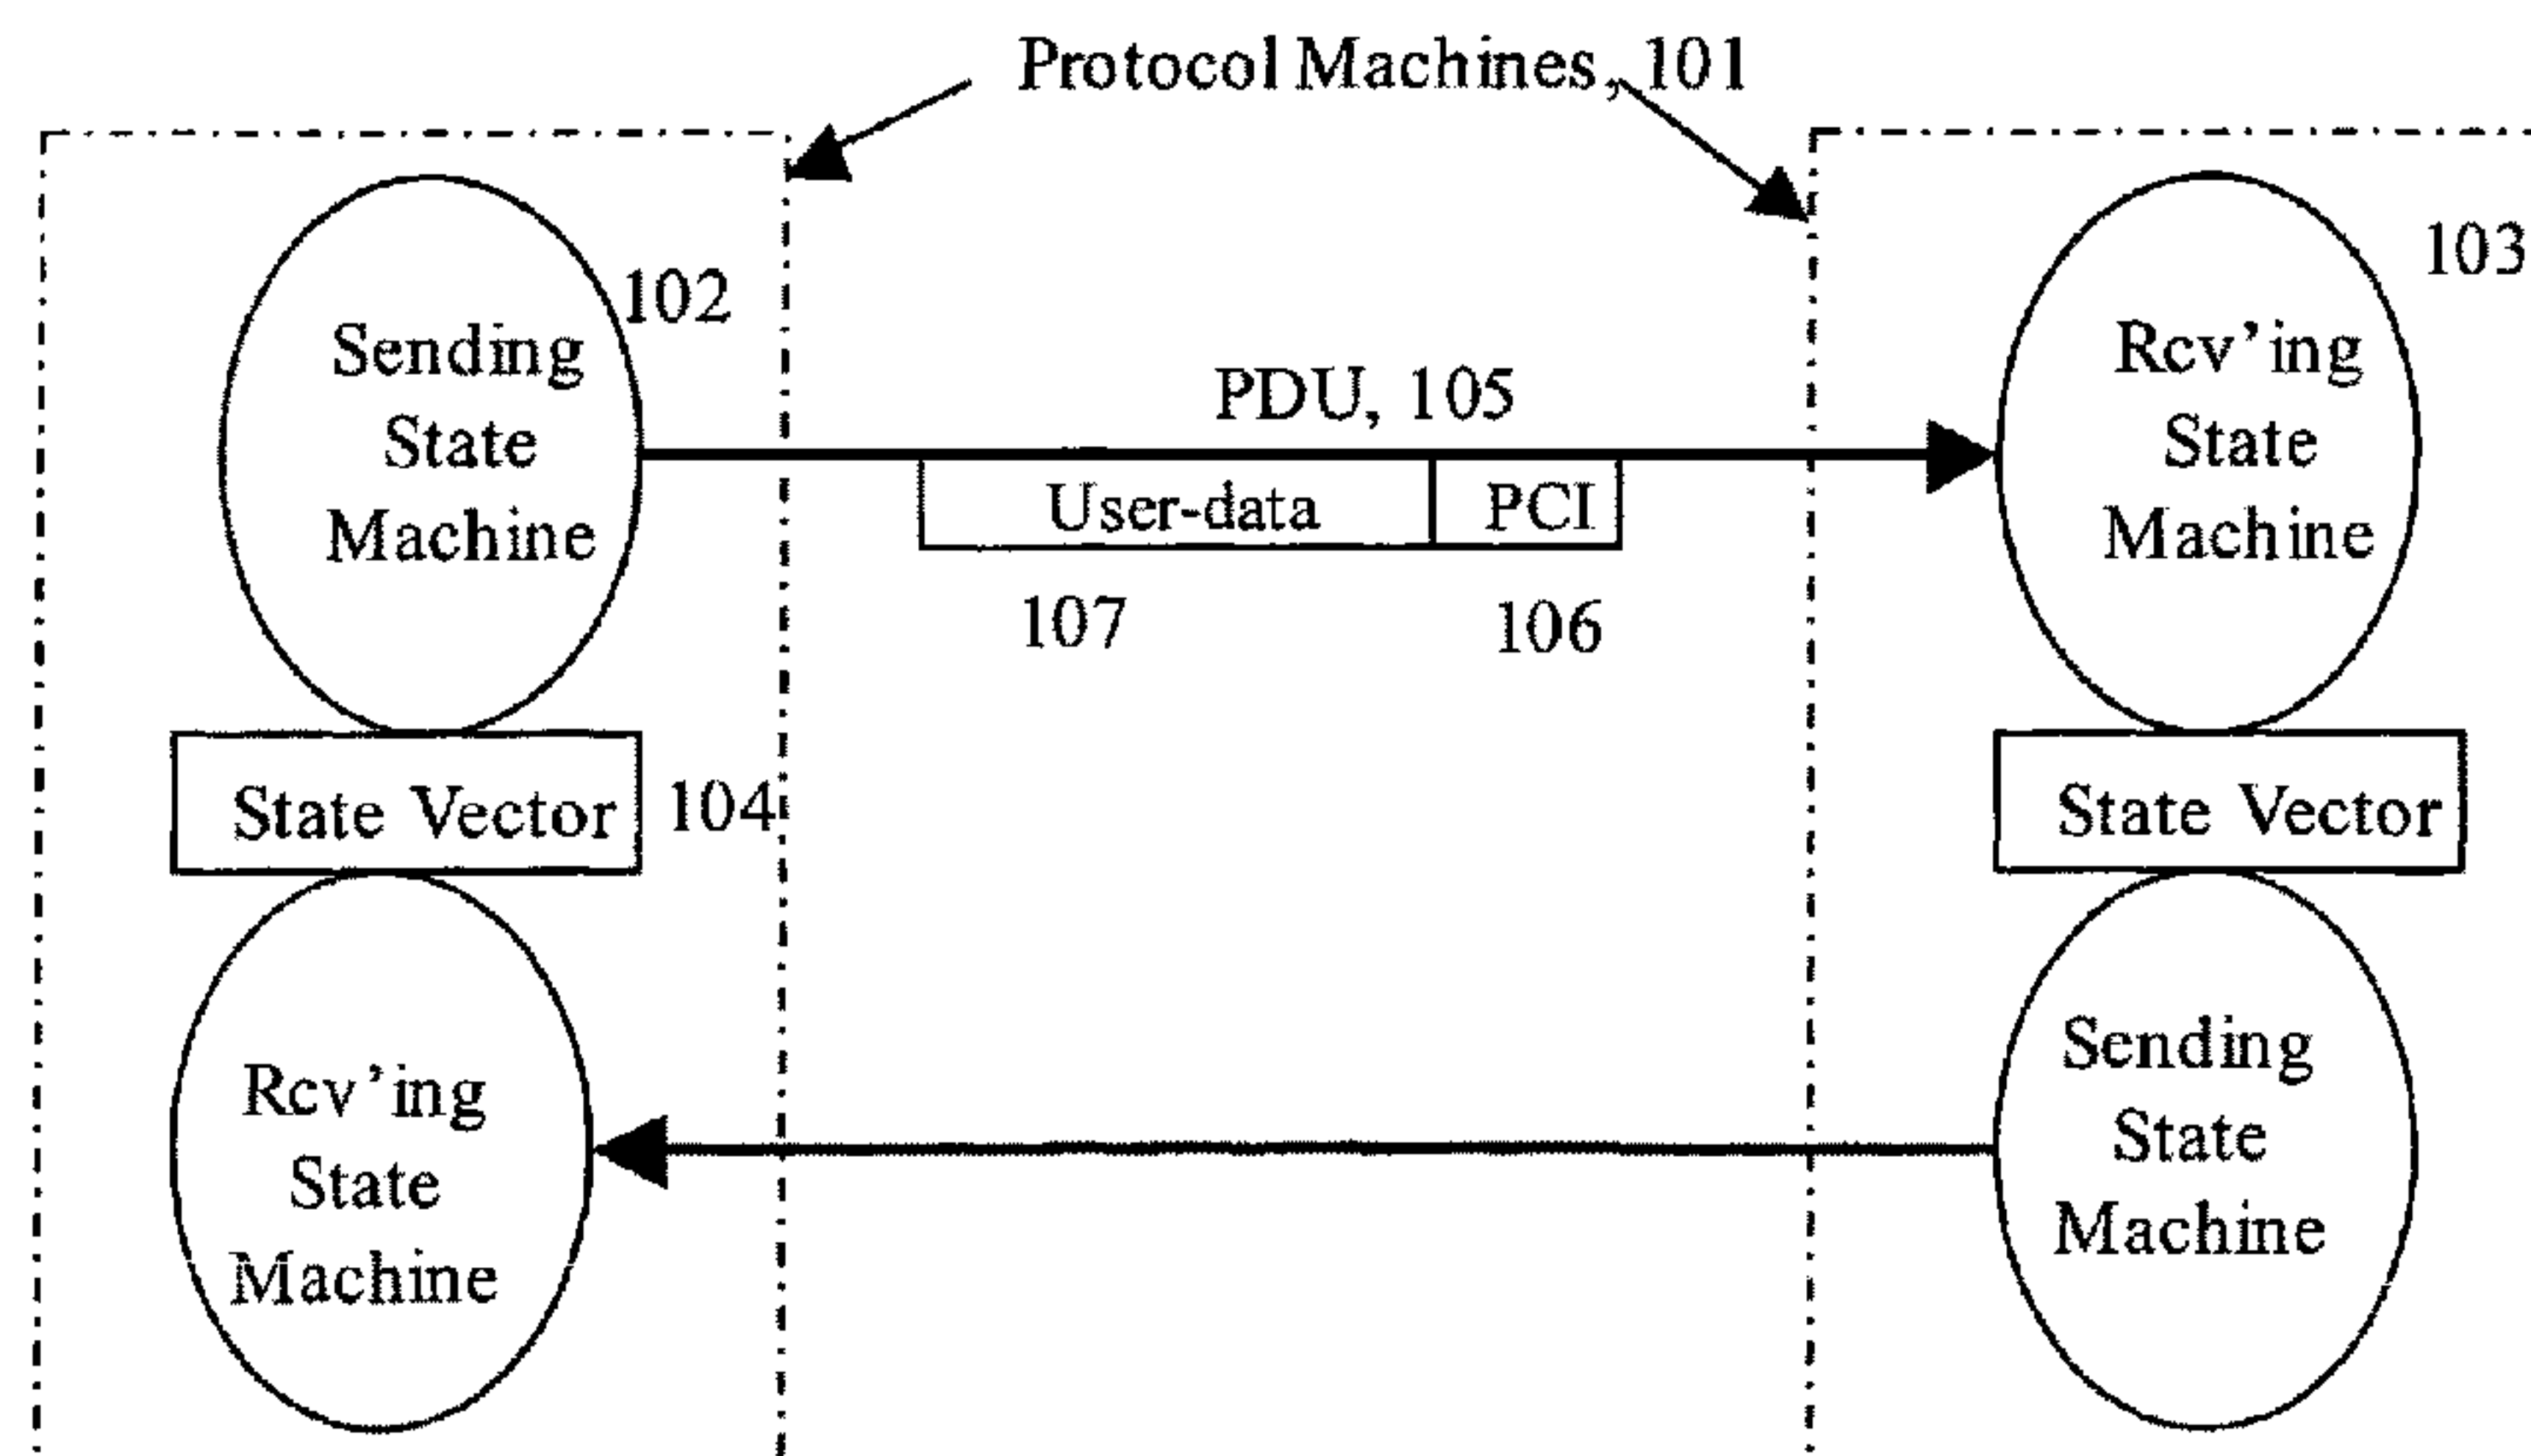 Protocol Machines, 101
102
103
Sending
State
Machine
PDU, 105
User-data
PCI
107
106
Rcv'ing
State
Machine
State Vector
104
State Vector
Rcv'ing
State
Machine
Sending
State
Machine